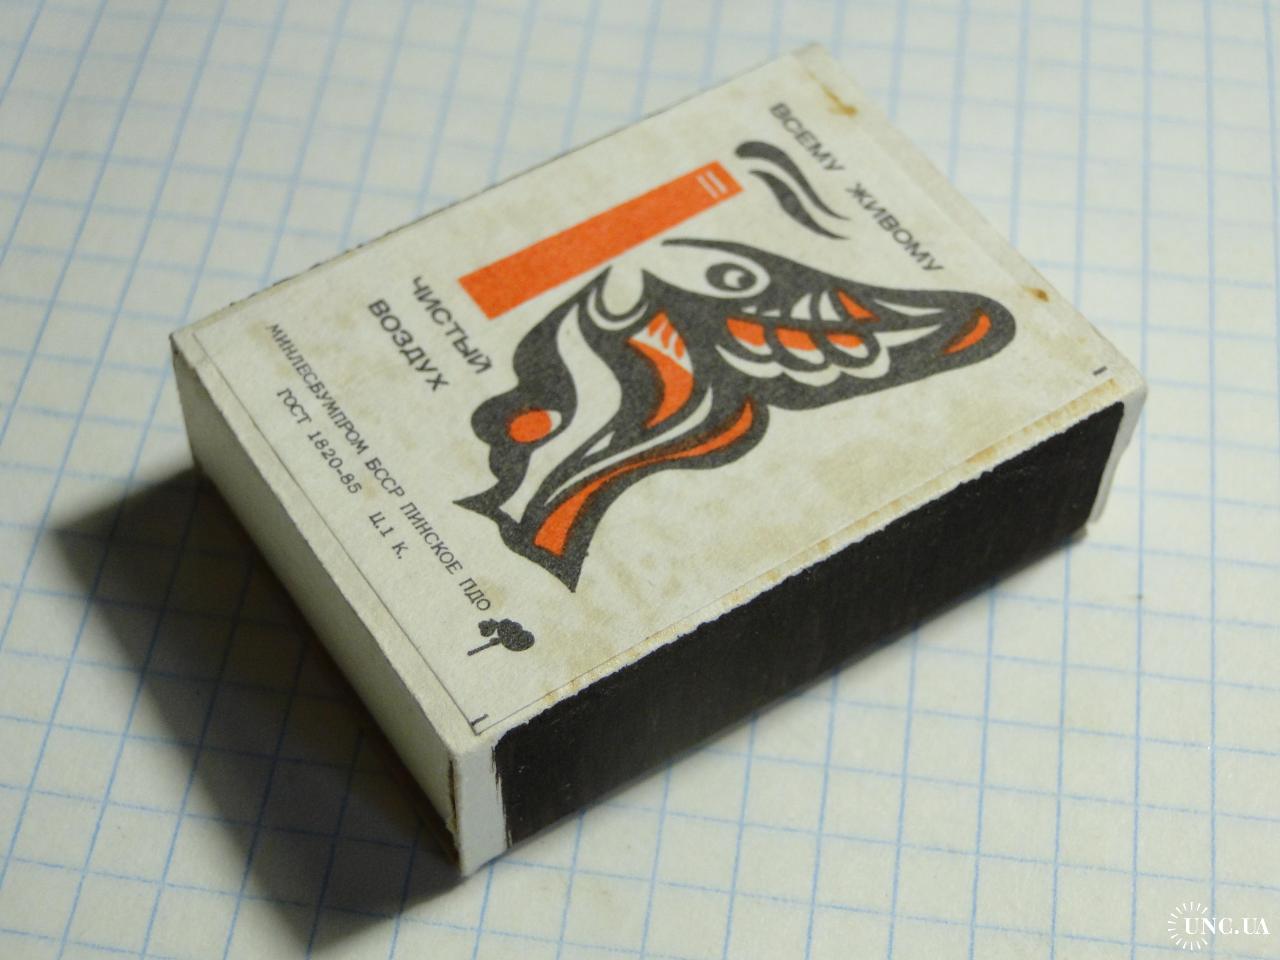 ВСЕМУ ЖИВОМУ
ЧИСТЫЙ
ВОЗДУХ
МИНЛЕСБУМПРОМ БССР ПИНСКОЕ ПДО
ГОСТ 1820-85 Ц.1 К.
UNC.UA